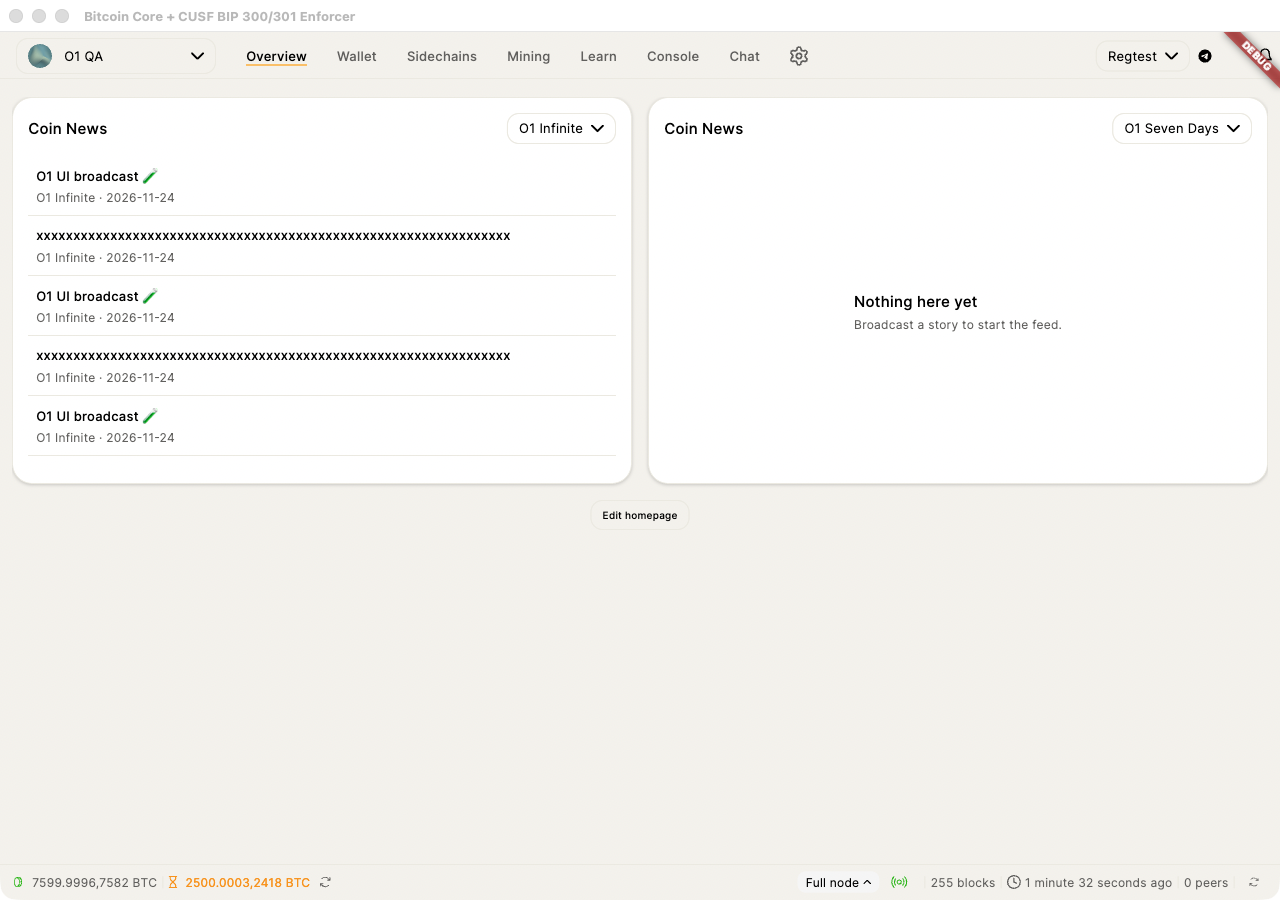 Bitcoin Core + CUSF BIP 300/301 Enforcer
O1 QA
Overview
Wallet
Sidechains
Mining
Learn
Console
Chat
Regtest
DEBUG
Coin News
O1 Infinite
O1 UI broadcast 🧪
O1 Infinite · 2026-11-24
xxxxxxxxxxxxxxxxxxxxxxxxxxxxxxxxxxxxxxxxxxxxxxxxxxxxxxxxxxxxxxxx
O1 Infinite · 2026-11-24
O1 UI broadcast 🧪
O1 Infinite · 2026-11-24
xxxxxxxxxxxxxxxxxxxxxxxxxxxxxxxxxxxxxxxxxxxxxxxxxxxxxxxxxxxxxxxx
O1 Infinite · 2026-11-24
O1 UI broadcast 🧪
O1 Infinite · 2026-11-24
Coin News
O1 Seven Days
Nothing here yet
Broadcast a story to start the feed.
Edit homepage
7599.9996,7582 BTC
2500.0003,2418 BTC
Full node
255 blocks
1 minute 32 seconds ago
0 peers